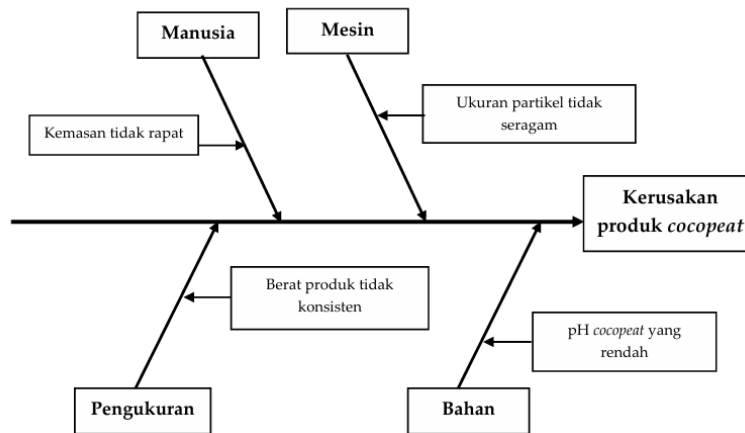 Manusia
Mesin
Ukuran partikel tidak
seragam
Kemasan tidak rapat
Kerusakan
produk cocopeat
Berat produk tidak
konsisten
pH cocopeat yang
rendah
Pengukuran
Bahan